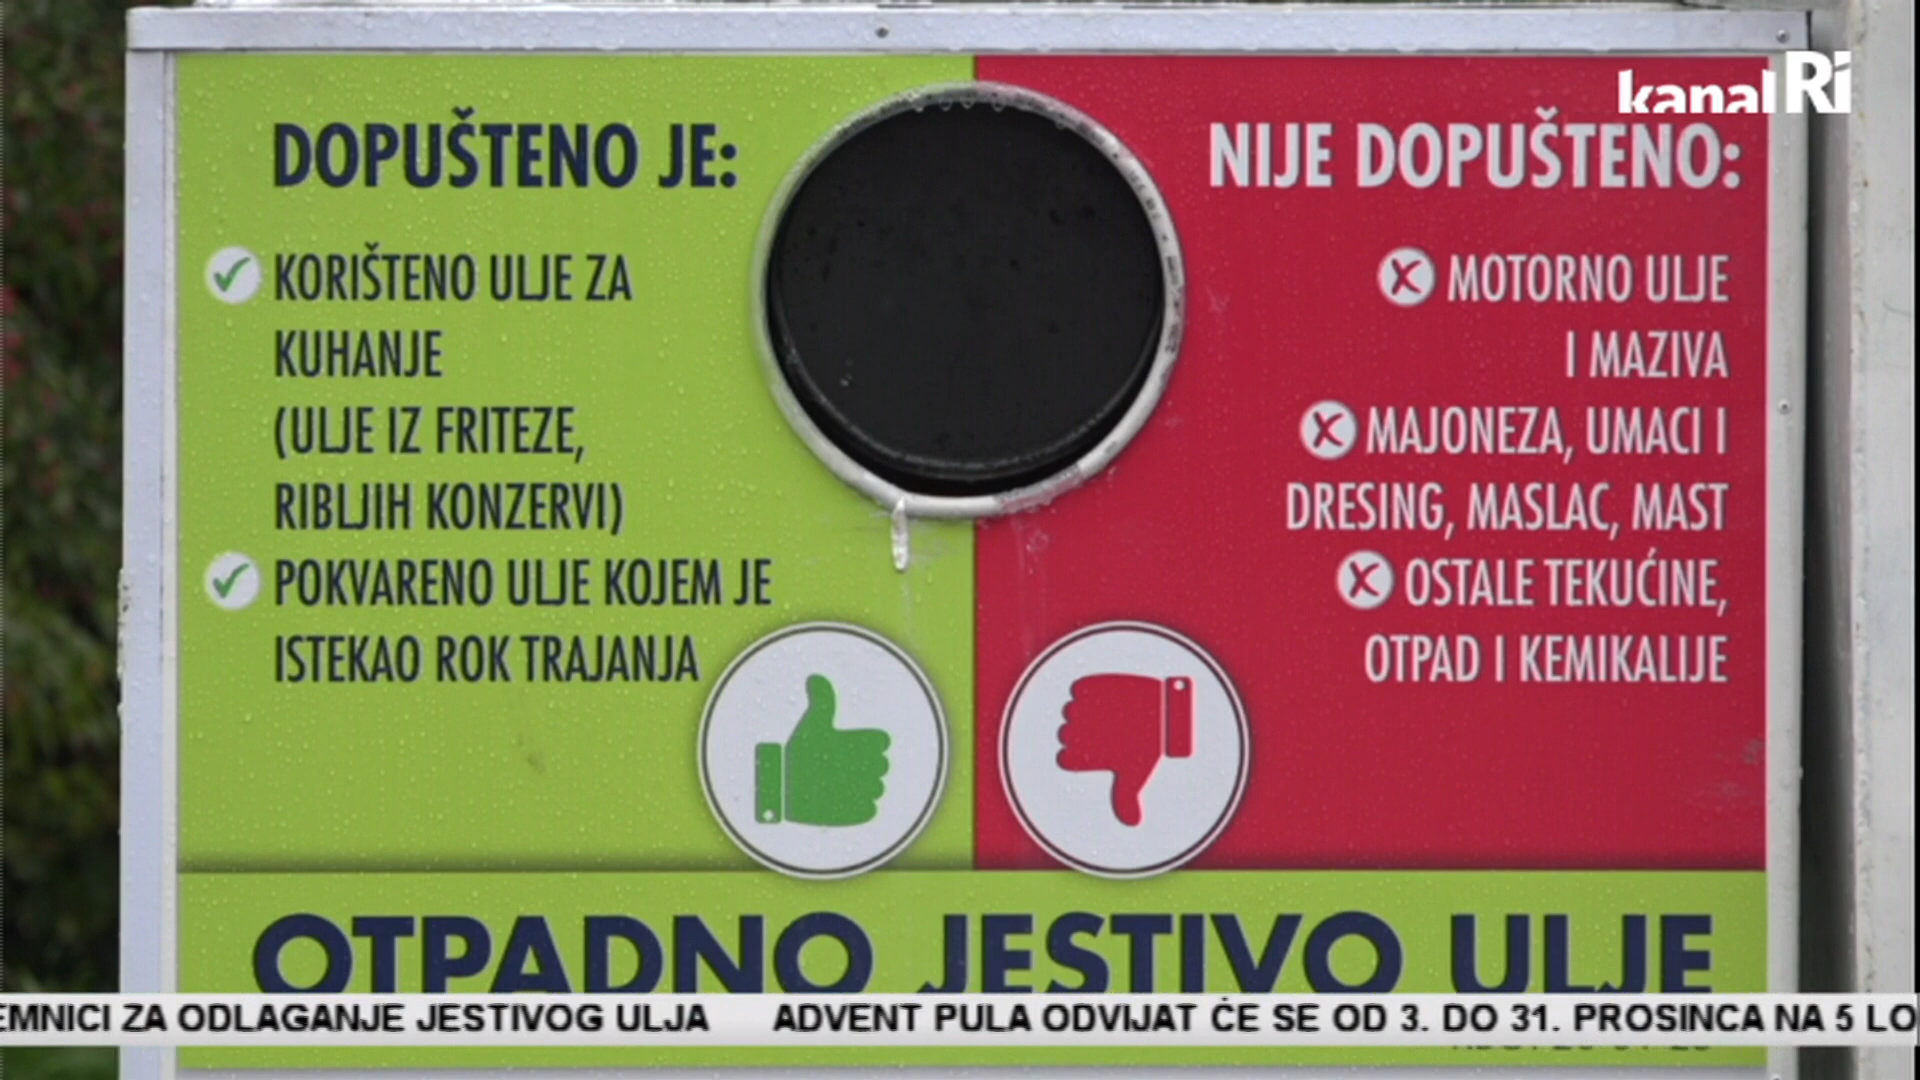 kanal Ri
DOPUŠTENO JE:
KORIŠTENO ULJE ZA
KUHANJE
(ULJE IZ FRITEZE,
RIBLJIH KONZERVI)
POKVARENO ULJE KOJEM JE
ISTEKAO ROK TRAJANJA
NIJE DOPUŠTENO:
MOTORNO ULJE
I MAZIVA
MAJONEZA, UMACI I
DRESING, MASLAC, MAST
OSTALE TEKUĆINE,
OTPAD I KEMIKALIJE
OTPADNO JESTIVO ULJE
EMNICI ZA ODLAGANJE JESTIVOG ULJA ADVENT PULA ODVIJAT ĆE SE OD 3. DO 31. PROSINCA NA 5 LO